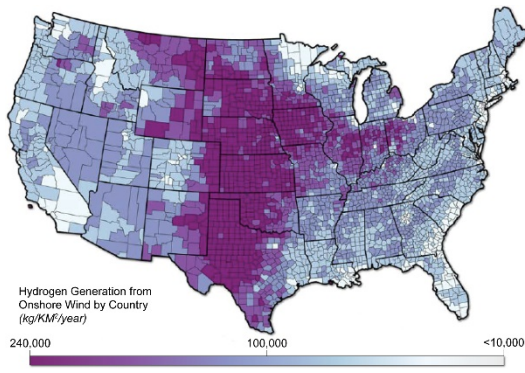 Hydrogen Generation from
Onshore Wind by Country
(kg/KM²/year)
240,000 100,000 <10,000